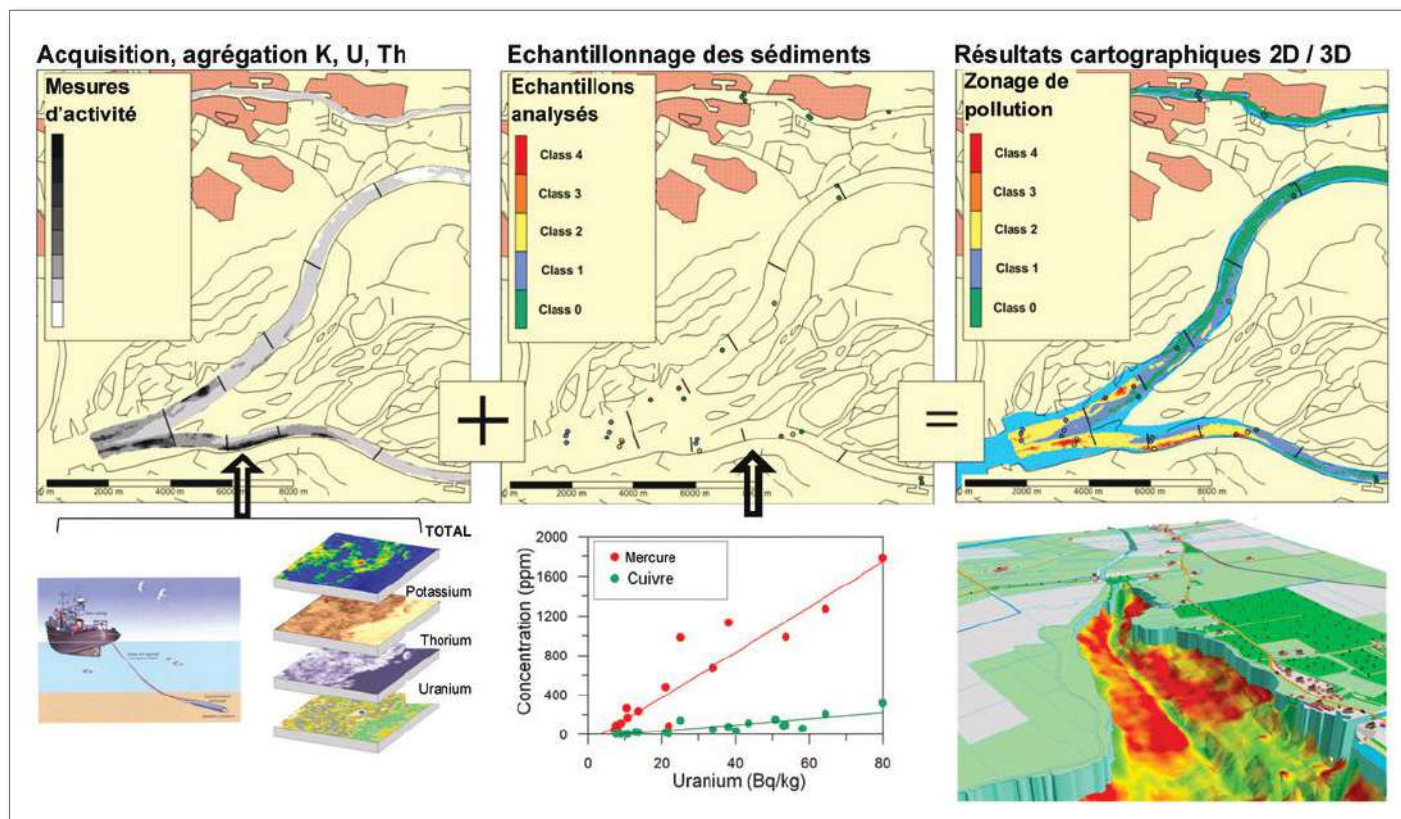 Acquisition, agrégation K, U, Th
Mesures
d'activité
0 m 2000 m 4000 m 6000 m 8000 m
Echantillonnage des sédiments
Echantillons
analysés
Class 4
Class 3
Class 2
Class 1
Class 0
0 m 2000 m 4000 m 6000 m 8000 m
Résultats cartographiques 2D / 3D
Zonage de
pollution
Class 4
Class 3
Class 2
Class 1
Class 0
0 m 2000 m 4000 m 6000 m 8000 m
+
=
TOTAL
Potassium
Thorium
Uranium
Concentration (ppm)
2000
1600
1200
800
400
0
Mercure
Cuivre
0 20 40 60 80
Uranium (Bq/kg)